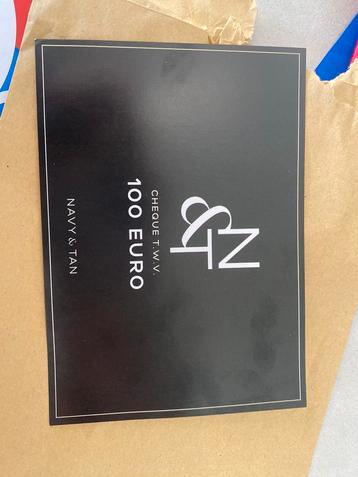 N
&
T
CHEQUE T.W.V.
100 EURO
NAVY & TAN